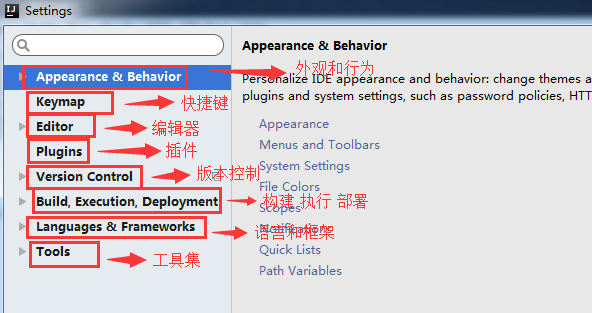 Settings
Appearance & Behavior
外观和行为
Keymap
快捷键
Editor
编辑器
Plugins
插件
Version Control
版本控制
Build, Execution, Deployment
构建 执行 部署
Languages & Frameworks
语言和框架
Tools
工具集
Appearance & Behavior
Personalize IDE appearance and behavior: change themes a
plugins and system settings, such as password policies, HTT
Appearance
Menus and Toolbars
System Settings
File Colors
Scopes
Notifications
Quick Lists
Path Variables